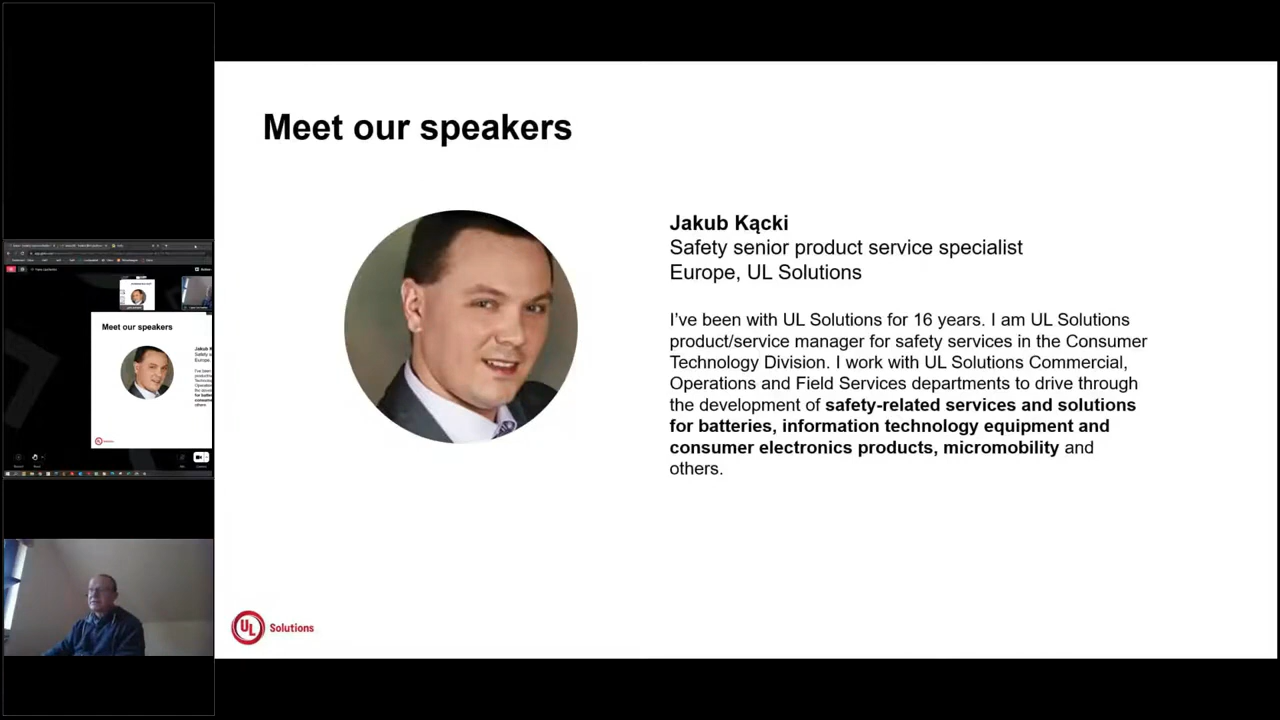 Meet our speakers
Jakub Kącki
Safety senior product service specialist
Europe, UL Solutions
I've been with UL Solutions for 16 years. I am UL Solutions
product/service manager for safety services in the Consumer
Technology Division. I work with UL Solutions Commercial,
Operations and Field Services departments to drive through
the development of safety-related services and solutions
for batteries, information technology equipment and
consumer electronics products, micromobility and
others.
UL Solutions
Meet our speakers